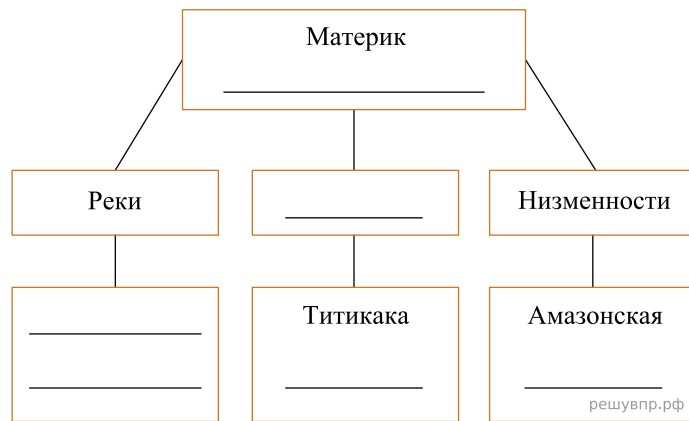 Материк
Реки
Низменности
Титикака
Амазонская
решувпр.рф